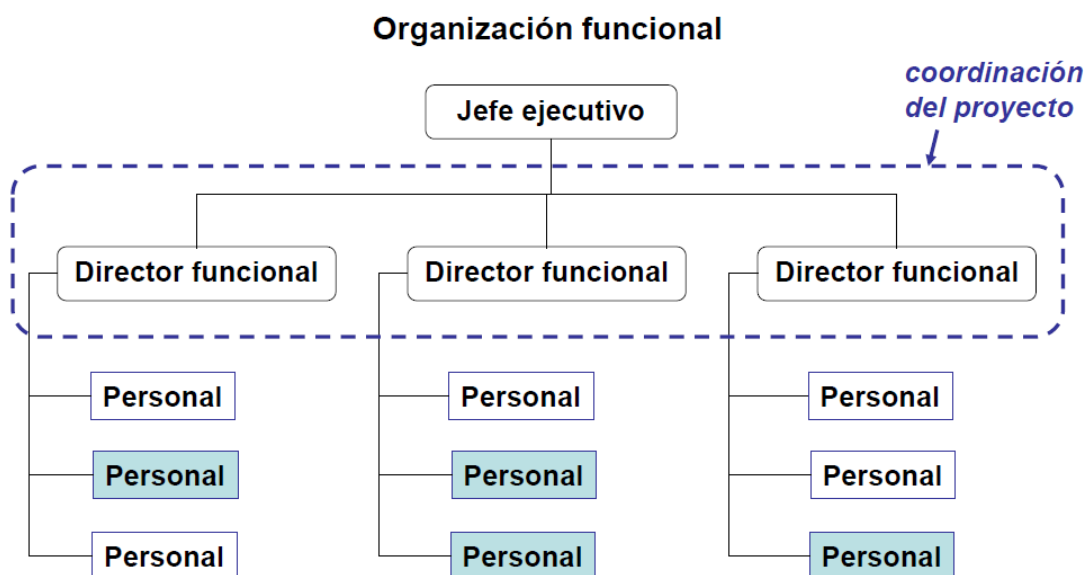 Organización funcional
coordinación
del proyecto
Jefe ejecutivo
Director funcional
Director funcional
Director funcional
Personal
Personal
Personal
Personal
Personal
Personal
Personal
Personal
Personal